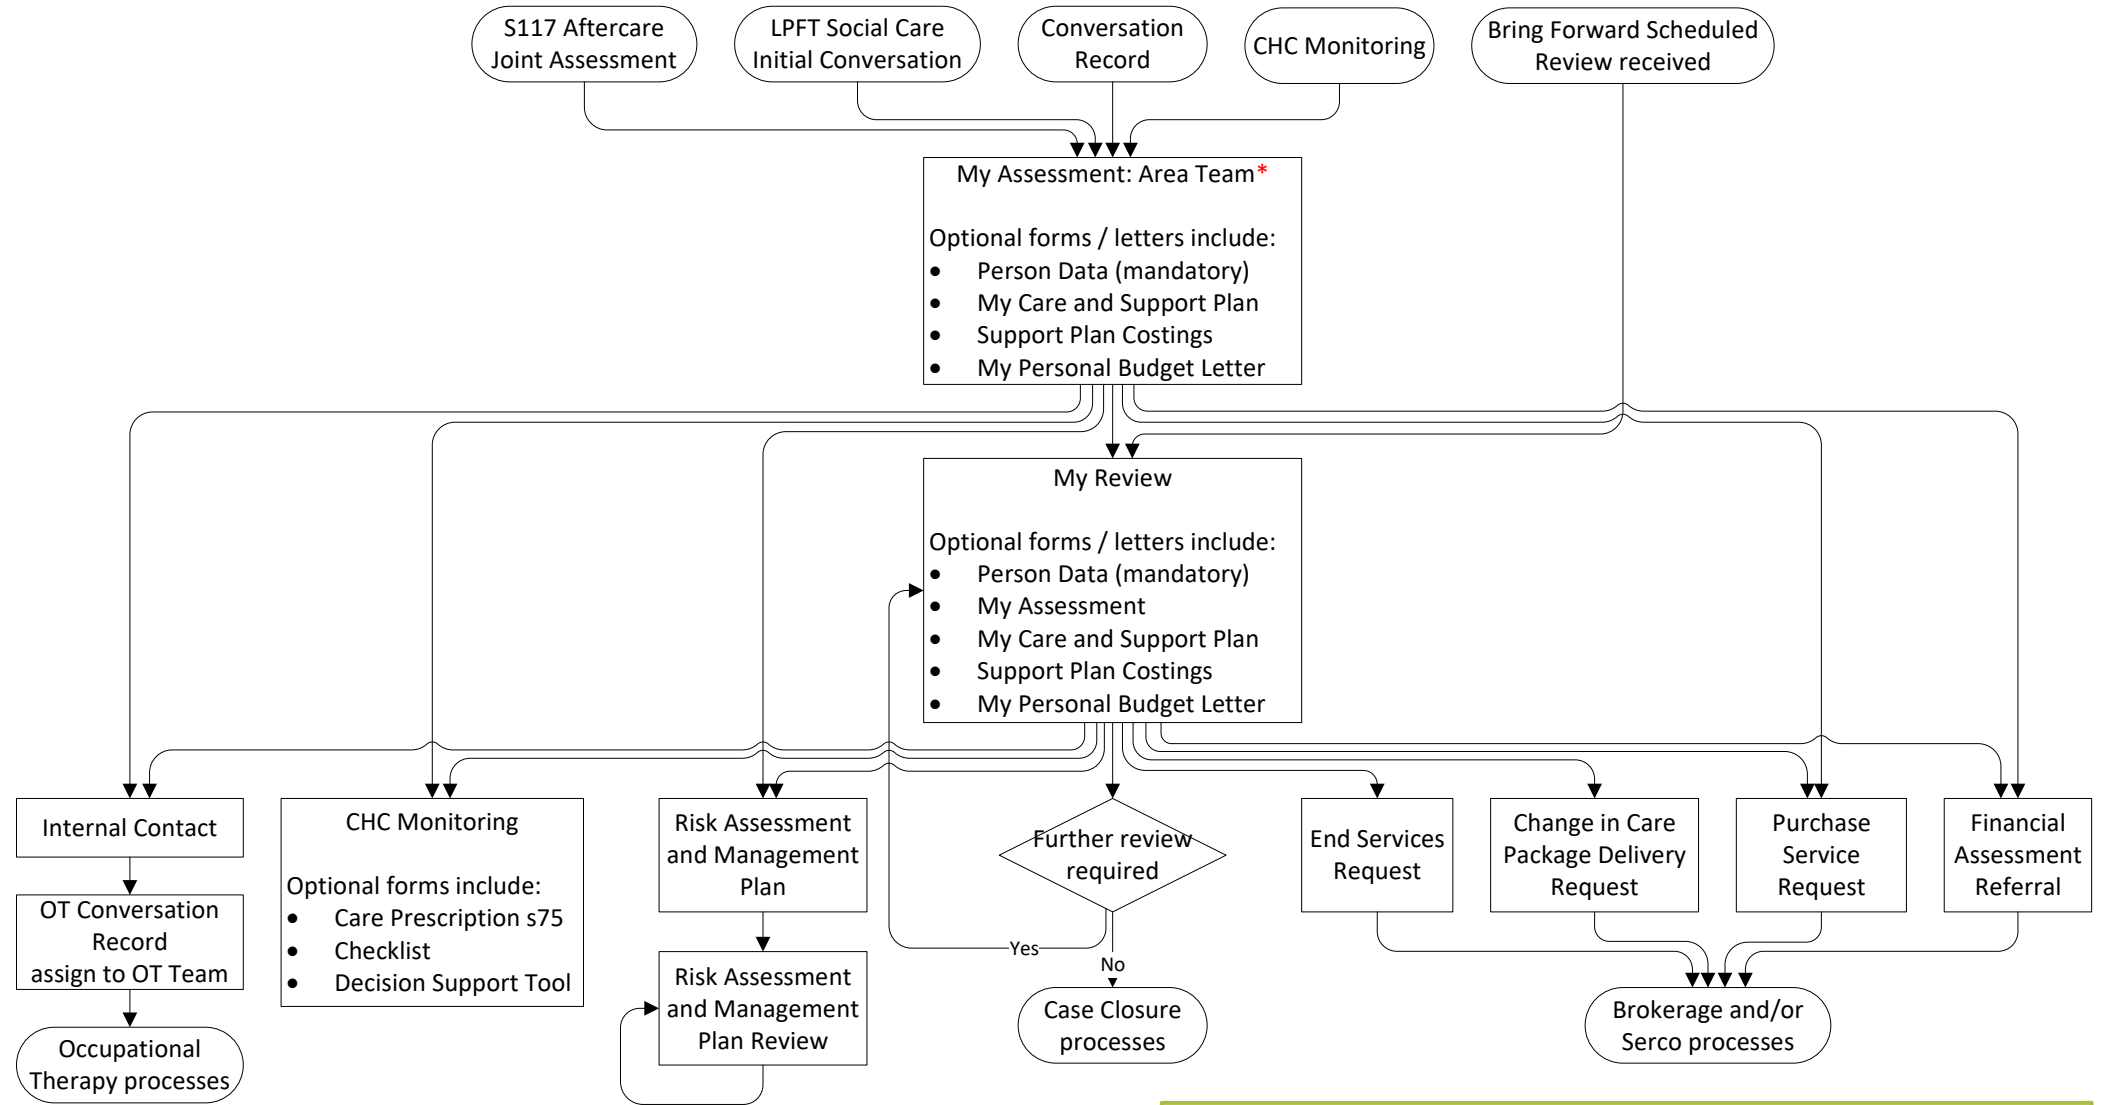 S117 Aftercare
Joint Assessment
LPFT Social Care
Initial Conversation
Conversation
Record
CHC Monitoring
Bring Forward Scheduled
Review received
My Assessment: Area Team*
Optional forms / letters include:
• Person Data (mandatory)
• My Care and Support Plan
• Support Plan Costings
• My Personal Budget Letter
My Review
Optional forms / letters include:
• Person Data (mandatory)
• My Assessment
• My Care and Support Plan
• Support Plan Costings
• My Personal Budget Letter
Internal Contact
OT Conversation
Record
assign to OT Team
Occupational
Therapy processes
CHC Monitoring
Optional forms include:
• Care Prescription s75
• Checklist
• Decision Support Tool
Risk Assessment
and Management
Plan
Risk Assessment
and Management
Plan Review
Further review
required
Yes
No
Case Closure
processes
End Services
Request
Change in Care
Package Delivery
Request
Purchase
Service
Request
Financial
Assessment
Referral
Brokerage and/or
Serco processes